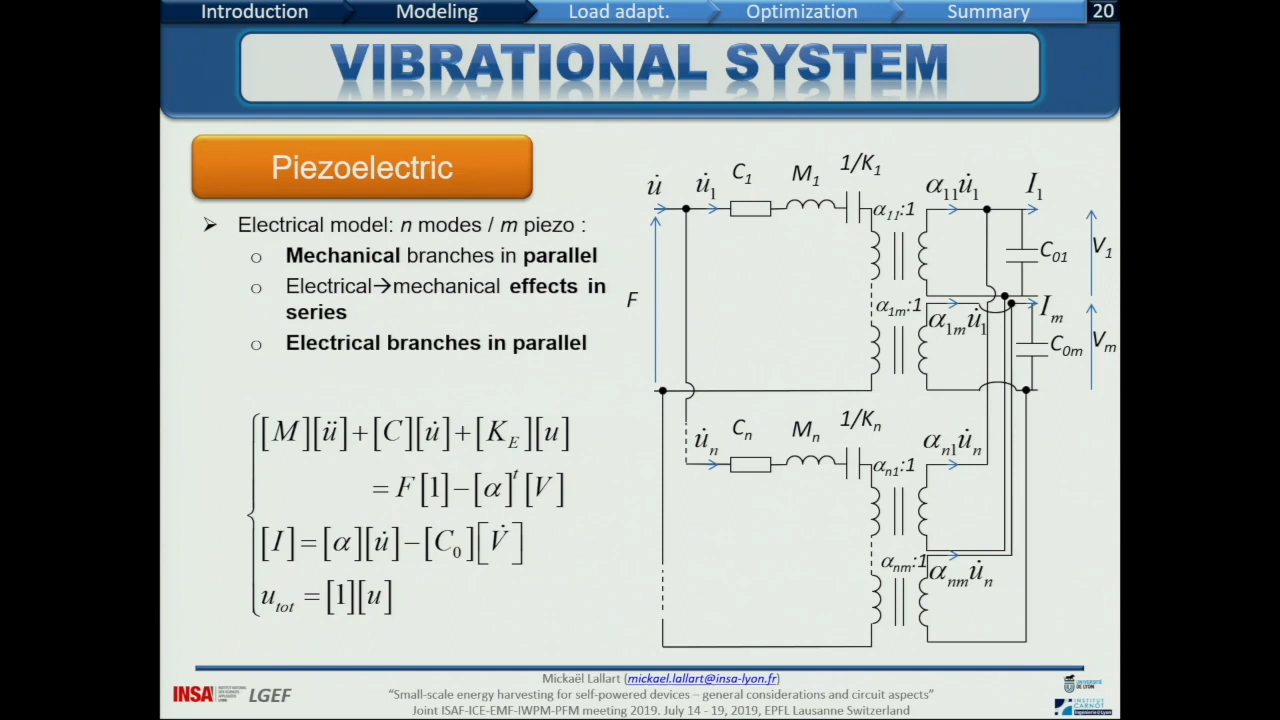 Introduction Modeling Load adapt. Optimization Summary 20
VIBRATIONAL SYSTEM
Piezoelectric
➢ Electrical model: n modes / m piezo :
o Mechanical branches in parallel
o Electrical→mechanical effects in
series
o Electrical branches in parallel
[M][ü]+[C][u̇]+[K_E][u]
=F[1]−[α]^t[V]
[I]=[α][u̇]−[C_0][V̇]
u_tot=[1][u]
u̇ u̇_1 C_1 M_1 1/K_1 α_11u̇_1 I_1
α_11:1
C_01 V_1
F
α_1m:1 α_1mu̇_1 I_m
C_0m V_m
u̇_n C_n M_n 1/K_n α_n1u̇_n
α_n1:1
α_nm:1 α_nmu̇_n
INSA LGEF
Mickaël Lallart (mickael.lallart@insa-lyon.fr)
“Small-scale energy harvesting for self-powered devices – general considerations and circuit aspects”
Joint ISAF-ICE-EMF-IWPM-PFM meeting 2019. July 14 - 19, 2019, EPFL Lausanne Switzerland
UNIVERSITÉ
DE LYON
INSTITUT
CARNOT